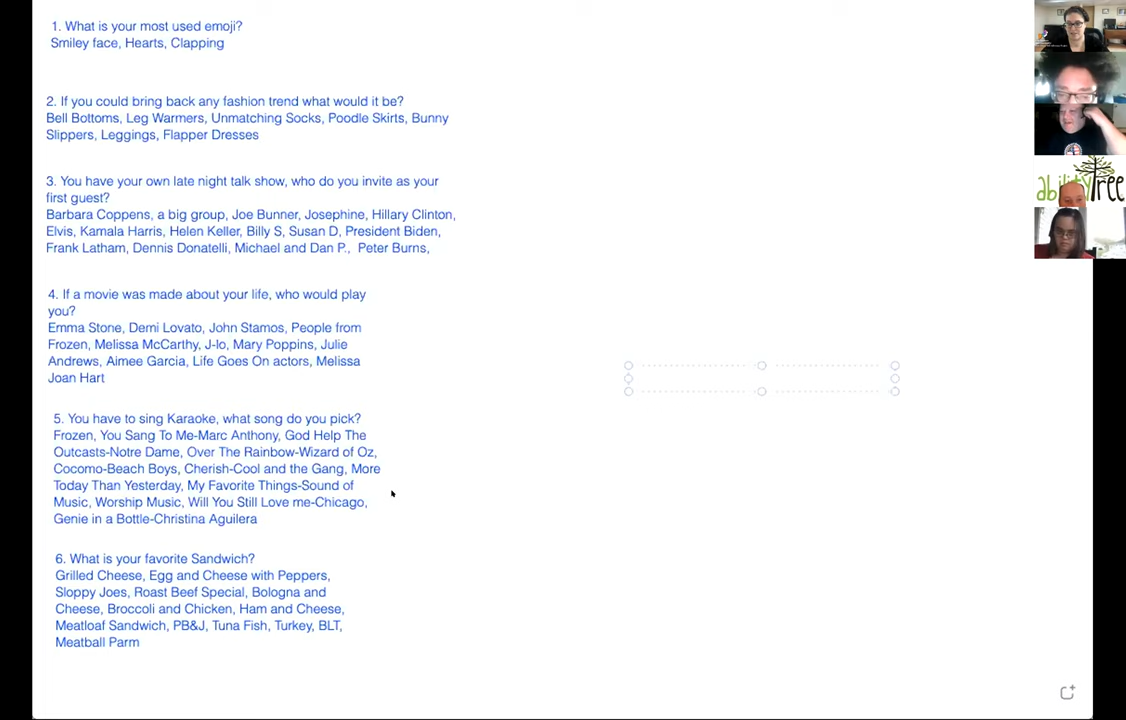 1. What is your most used emoji?
Smiley face, Hearts, Clapping
2. If you could bring back any fashion trend what would it be?
Bell Bottoms, Leg Warmers, Unmatching Socks, Poodle Skirts, Bunny
Slippers, Leggings, Flapper Dresses
3. You have your own late night talk show, who do you invite as your
first guest?
Barbara Coppens, a big group, Joe Bunner, Josephine, Hillary Clinton,
Elvis, Kamala Harris, Helen Keller, Billy S, Susan D, President Biden,
Frank Latham, Dennis Donatelli, Michael and Dan P.,  Peter Burns,
4. If a movie was made about your life, who would play
you?
Emma Stone, Demi Lovato, John Stamos, People from
Frozen, Melissa McCarthy, J-lo, Mary Poppins, Julie
Andrews, Aimee Garcia, Life Goes On actors, Melissa
Joan Hart
5. You have to sing Karaoke, what song do you pick?
Frozen, You Sang To Me-Marc Anthony, God Help The
Outcasts-Notre Dame, Over The Rainbow-Wizard of Oz,
Cocomo-Beach Boys, Cherish-Cool and the Gang, More
Today Than Yesterday, My Favorite Things-Sound of
Music, Worship Music, Will You Still Love me-Chicago,
Genie in a Bottle-Christina Aguilera
6. What is your favorite Sandwich?
Grilled Cheese, Egg and Cheese with Peppers,
Sloppy Joes, Roast Beef Special, Bologna and
Cheese, Broccoli and Chicken, Ham and Cheese,
Meatloaf Sandwich, PB&J, Tuna Fish, Turkey, BLT,
Meatball Parm
ability Tree